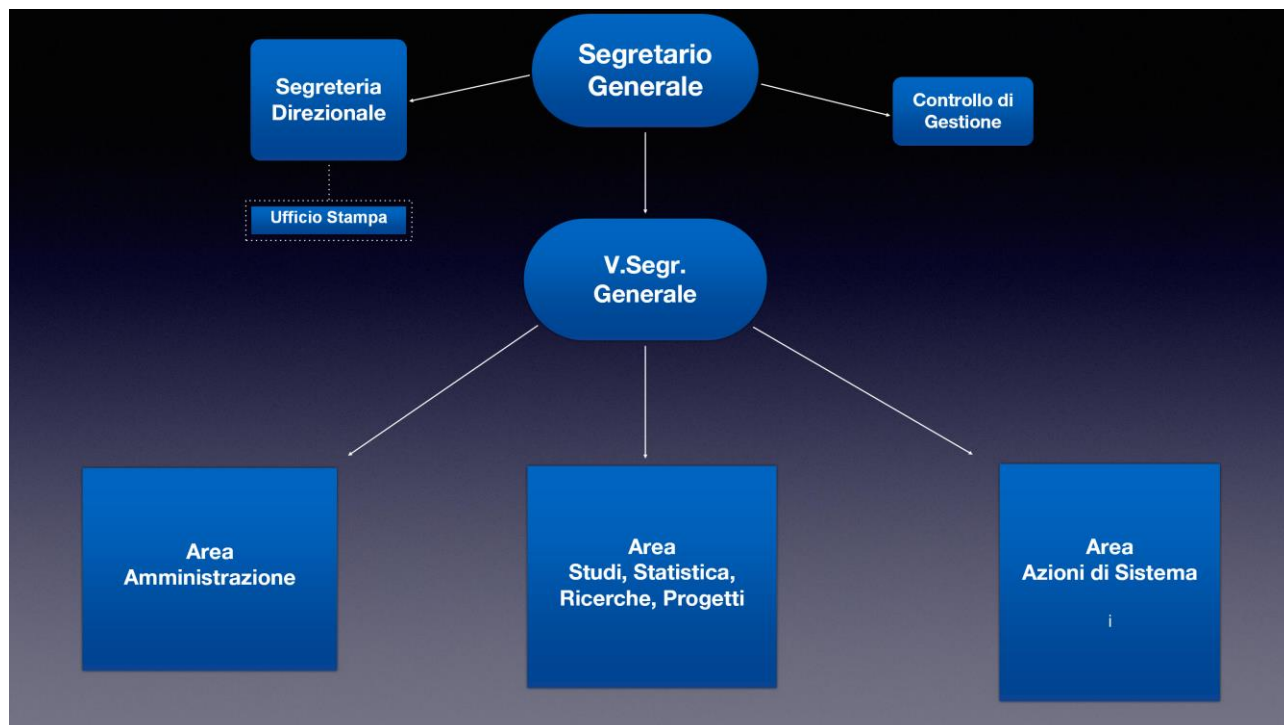 Segretario
Generale
Segreteria
Direzionale
Controllo di
Gestione
Ufficio Stampa
V.Segr.
Generale
Area
Amministrazione
Area
Studi, Statistica,
Ricerche, Progetti
Area
Azioni di Sistema
i